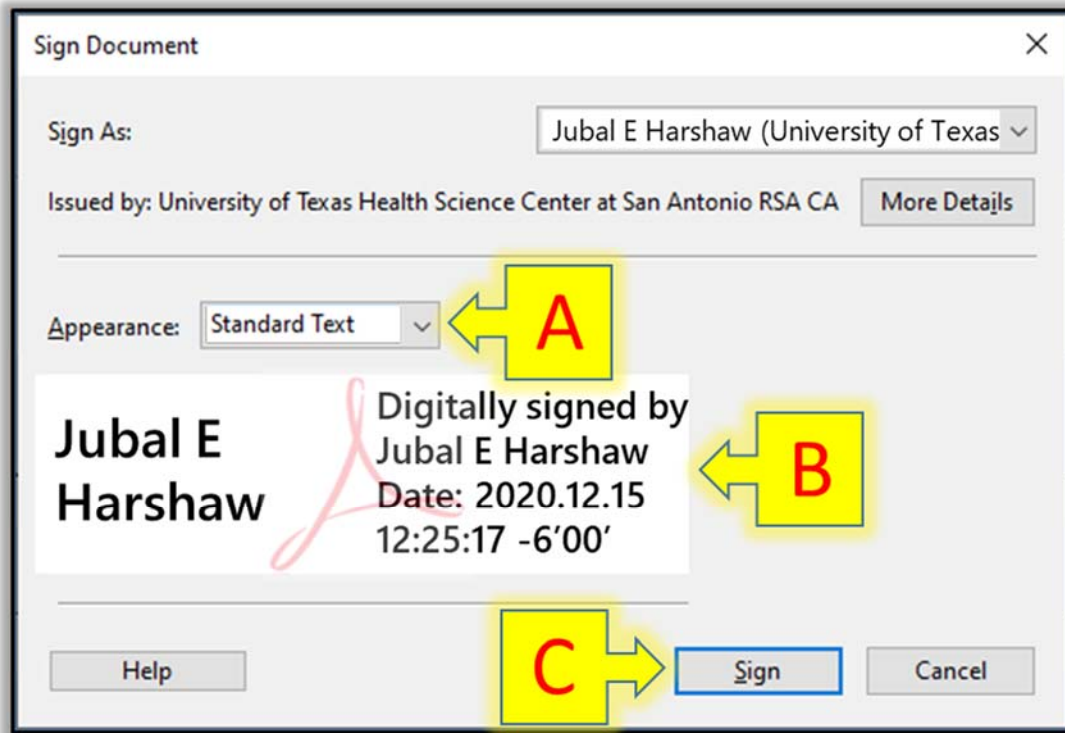 Sign Document
Sign As:
Jubal E Harshaw (University of Texas
Issued by: University of Texas Health Science Center at San Antonio RSA CA
More Details
Appearance:
Standard Text
A
Jubal E
Harshaw
Digitally signed by
Jubal E Harshaw
Date: 2020.12.15
12:25:17 -6’00’
B
Help
C
Sign
Cancel